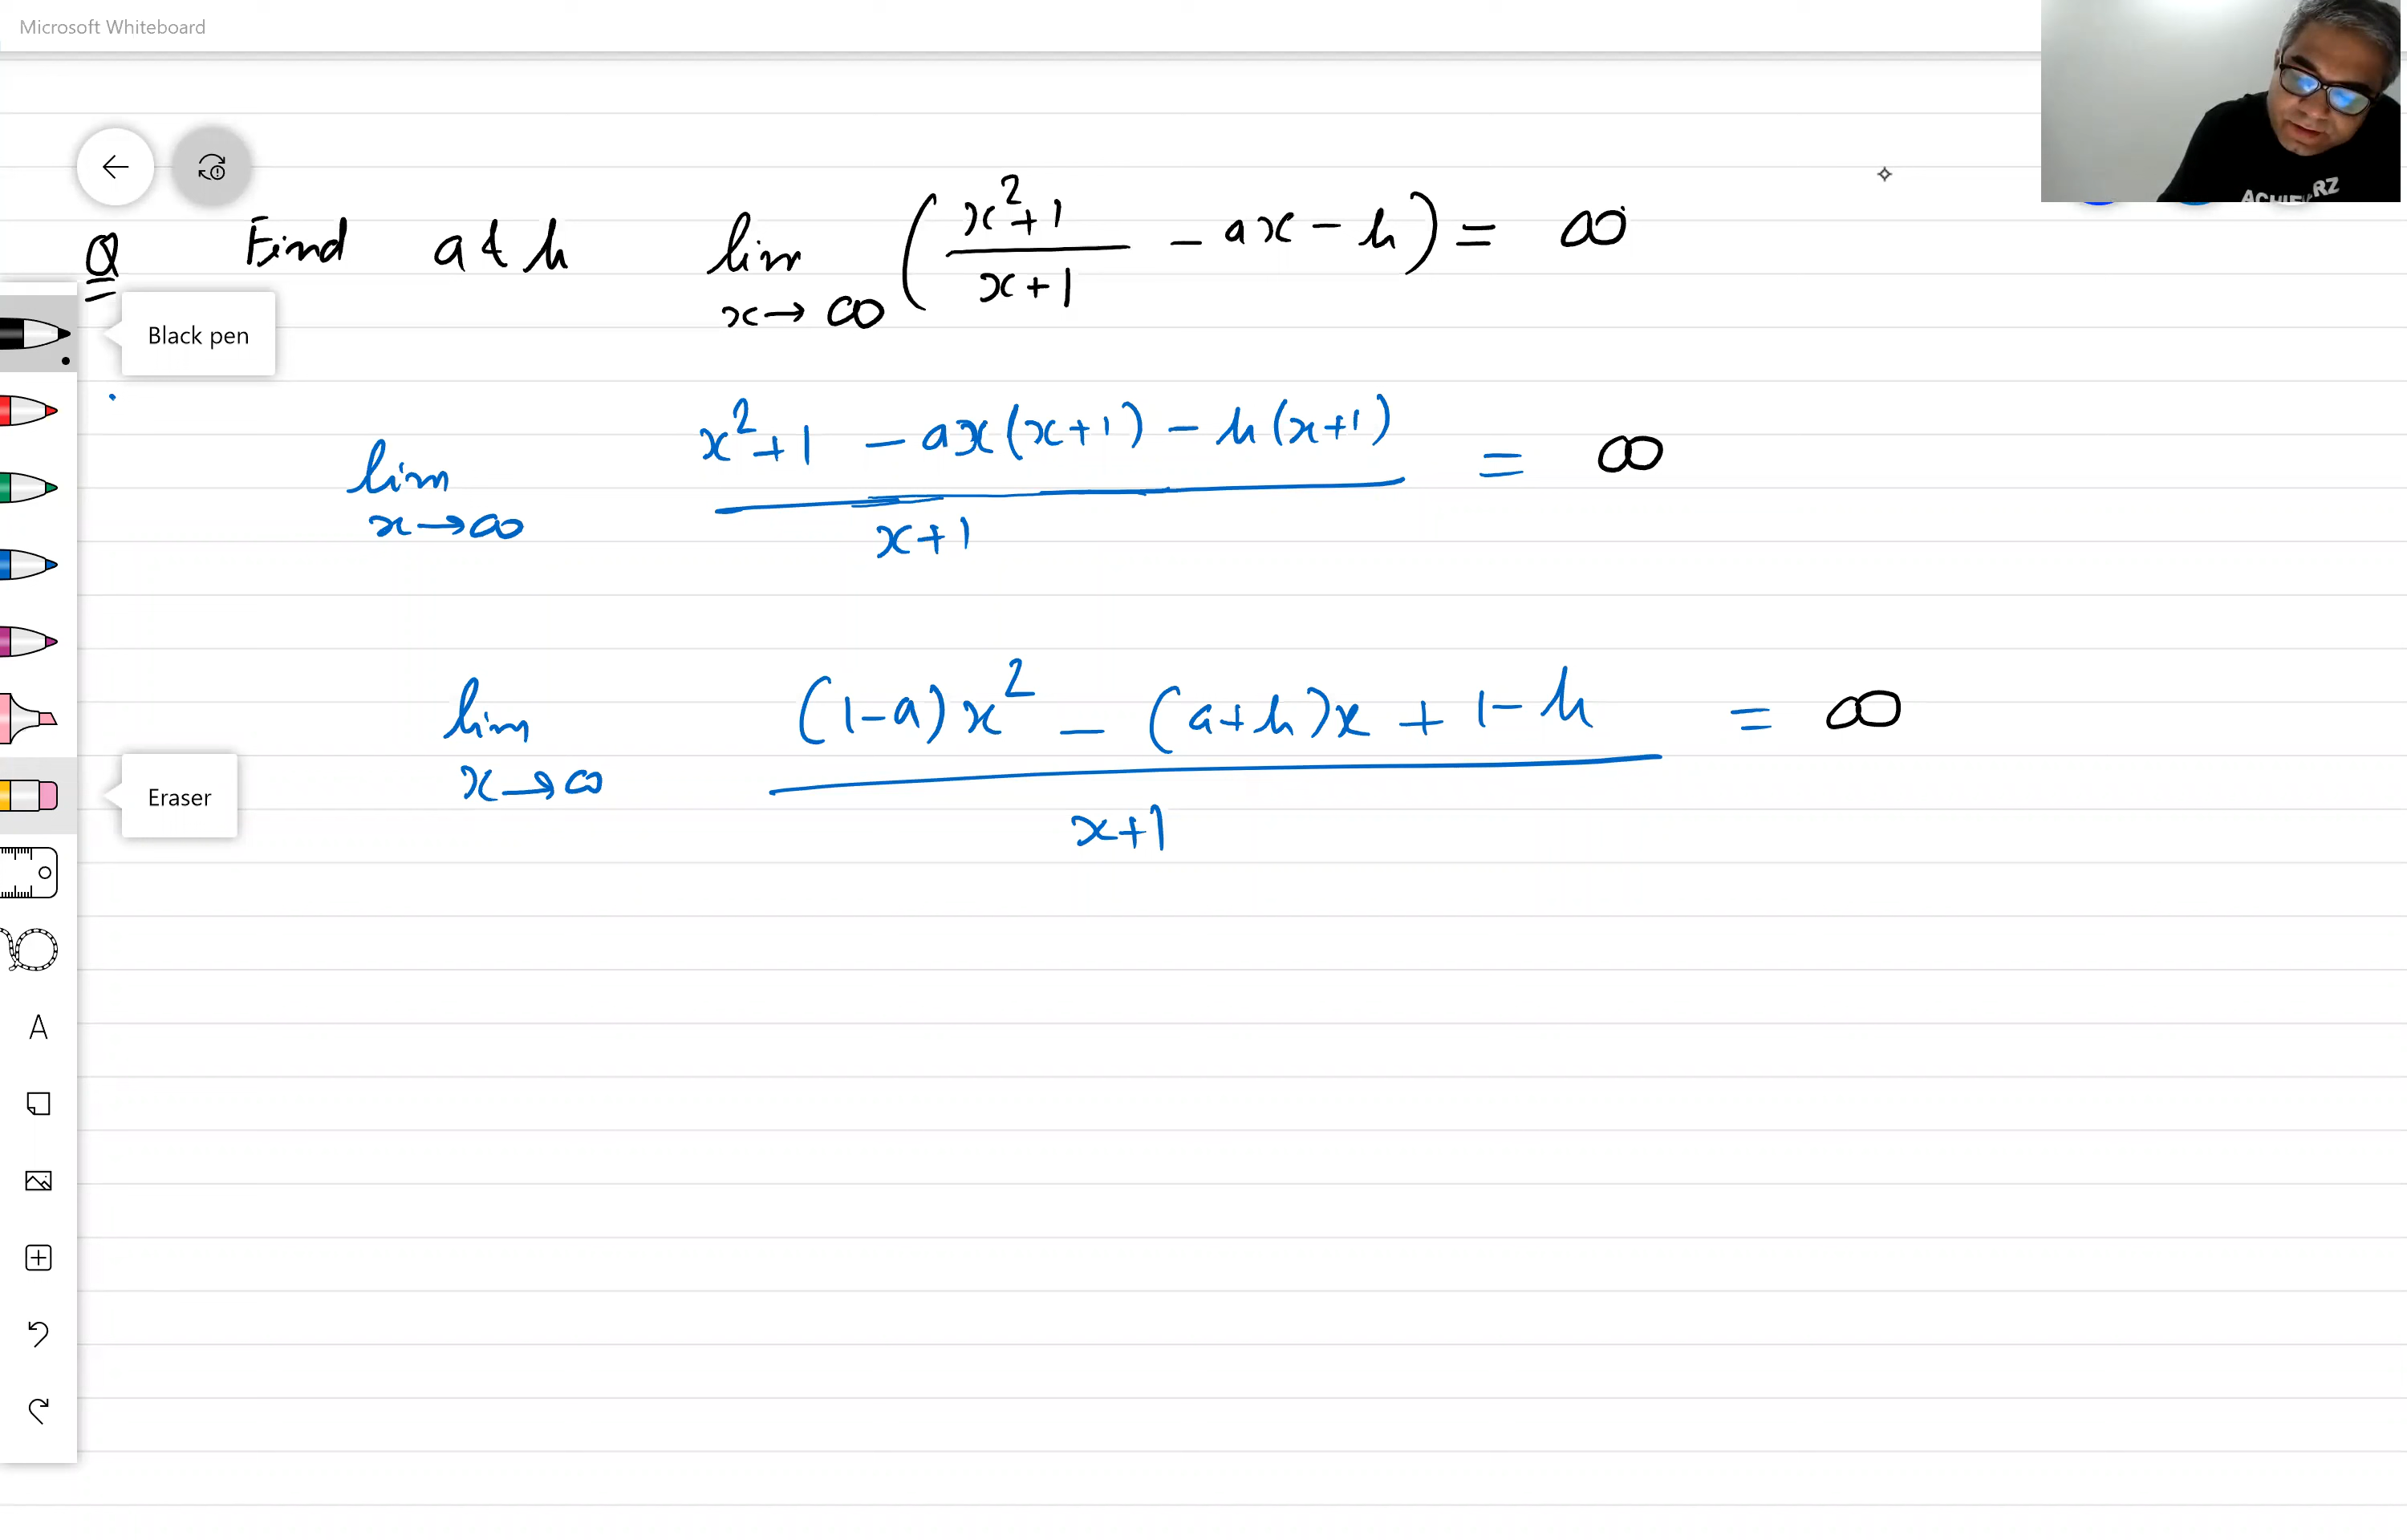 Microsoft Whiteboard
Q Find a & h lim x→∞ (x²+1 / x+1 − ax − h) = ∞
Black pen
lim x→∞ x²+1 − ax(x+1) − h(x+1) / x+1 = ∞
lim x→∞ (1−a)x² − (a+h)x + 1−h / x+1 = ∞
Eraser
A